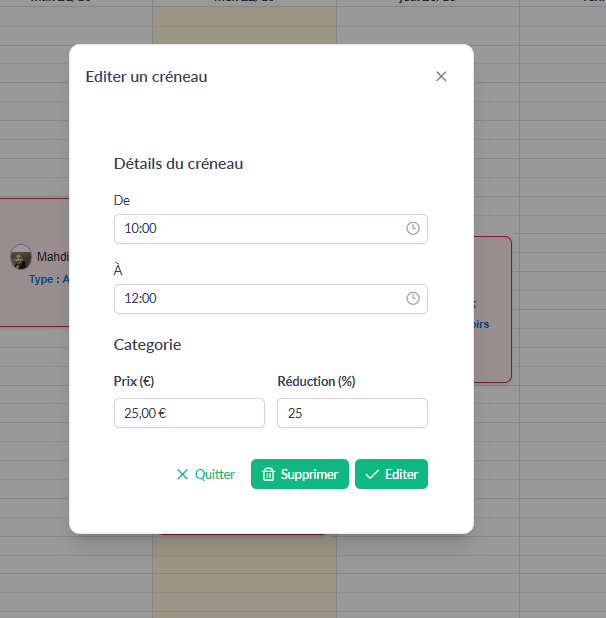 Editer un créneau
Mahdi
Type : A
Détails du créneau
De
10:00
À
12:00
Categorie
Prix (€) Réduction (%)
25,00 € 25
Quitter Supprimer Editer